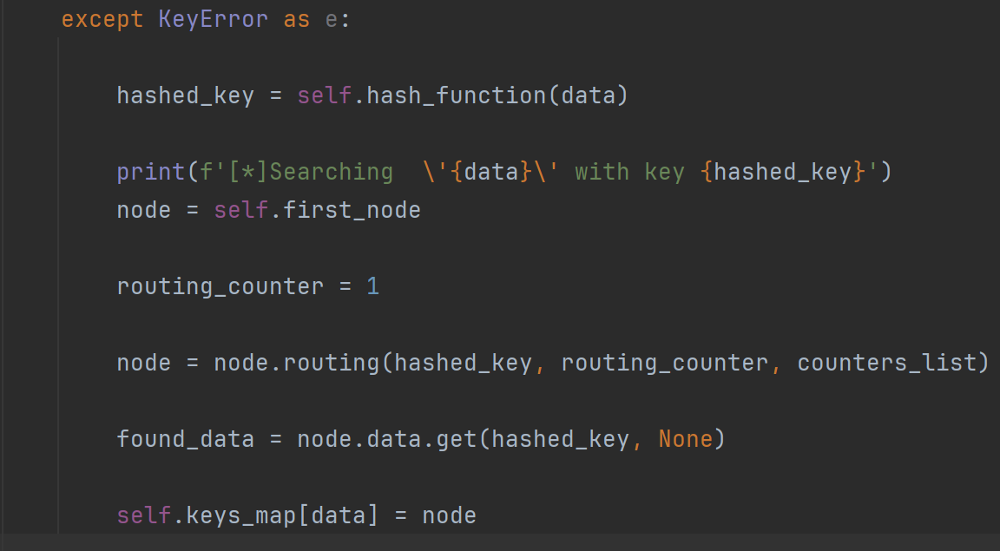 except KeyError as e:
hashed_key = self.hash_function(data)
print(f'[*]Searching  \'{data}\' with key {hashed_key}')
node = self.first_node
routing_counter = 1
node = node.routing(hashed_key, routing_counter, counters_list)
found_data = node.data.get(hashed_key, None)
self.keys_map[data] = node